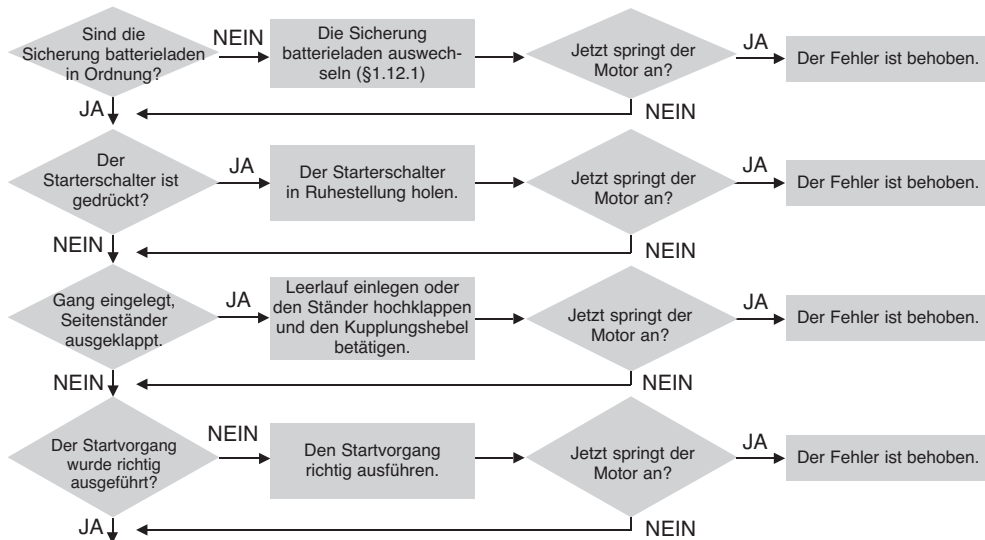 Sind die
Sicherung batterieladen
in Ordnung?
NEIN
Die Sicherung
batterieladen auswech-
seln (§1.12.1)
Jetzt springt der
Motor an?
JA
Der Fehler ist behoben.
JA
NEIN
Der
Starterschalter ist
gedrückt?
JA
Der Starterschalter
in Ruhestellung holen.
Jetzt springt der
Motor an?
JA
Der Fehler ist behoben.
NEIN
NEIN
Gang eingelegt,
Seitenständer
ausgeklappt.
JA
Leerlauf einlegen oder
den Ständer hochklappen
und den Kupplungshebel
betätigen.
Jetzt springt der
Motor an?
JA
Der Fehler ist behoben.
NEIN
NEIN
Der Startvorgang
wurde richtig
ausgeführt?
NEIN
Den Startvorgang
richtig ausführen.
Jetzt springt der
Motor an?
JA
Der Fehler ist behoben.
JA
NEIN